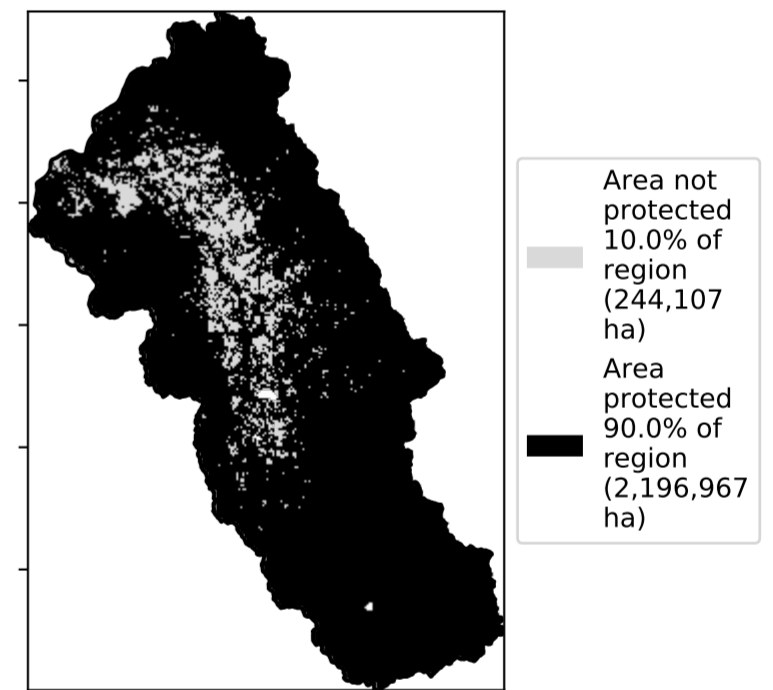 Area not
protected
10.0% of
region
(244,107
ha)
Area
protected
90.0% of
region
(2,196,967
ha)